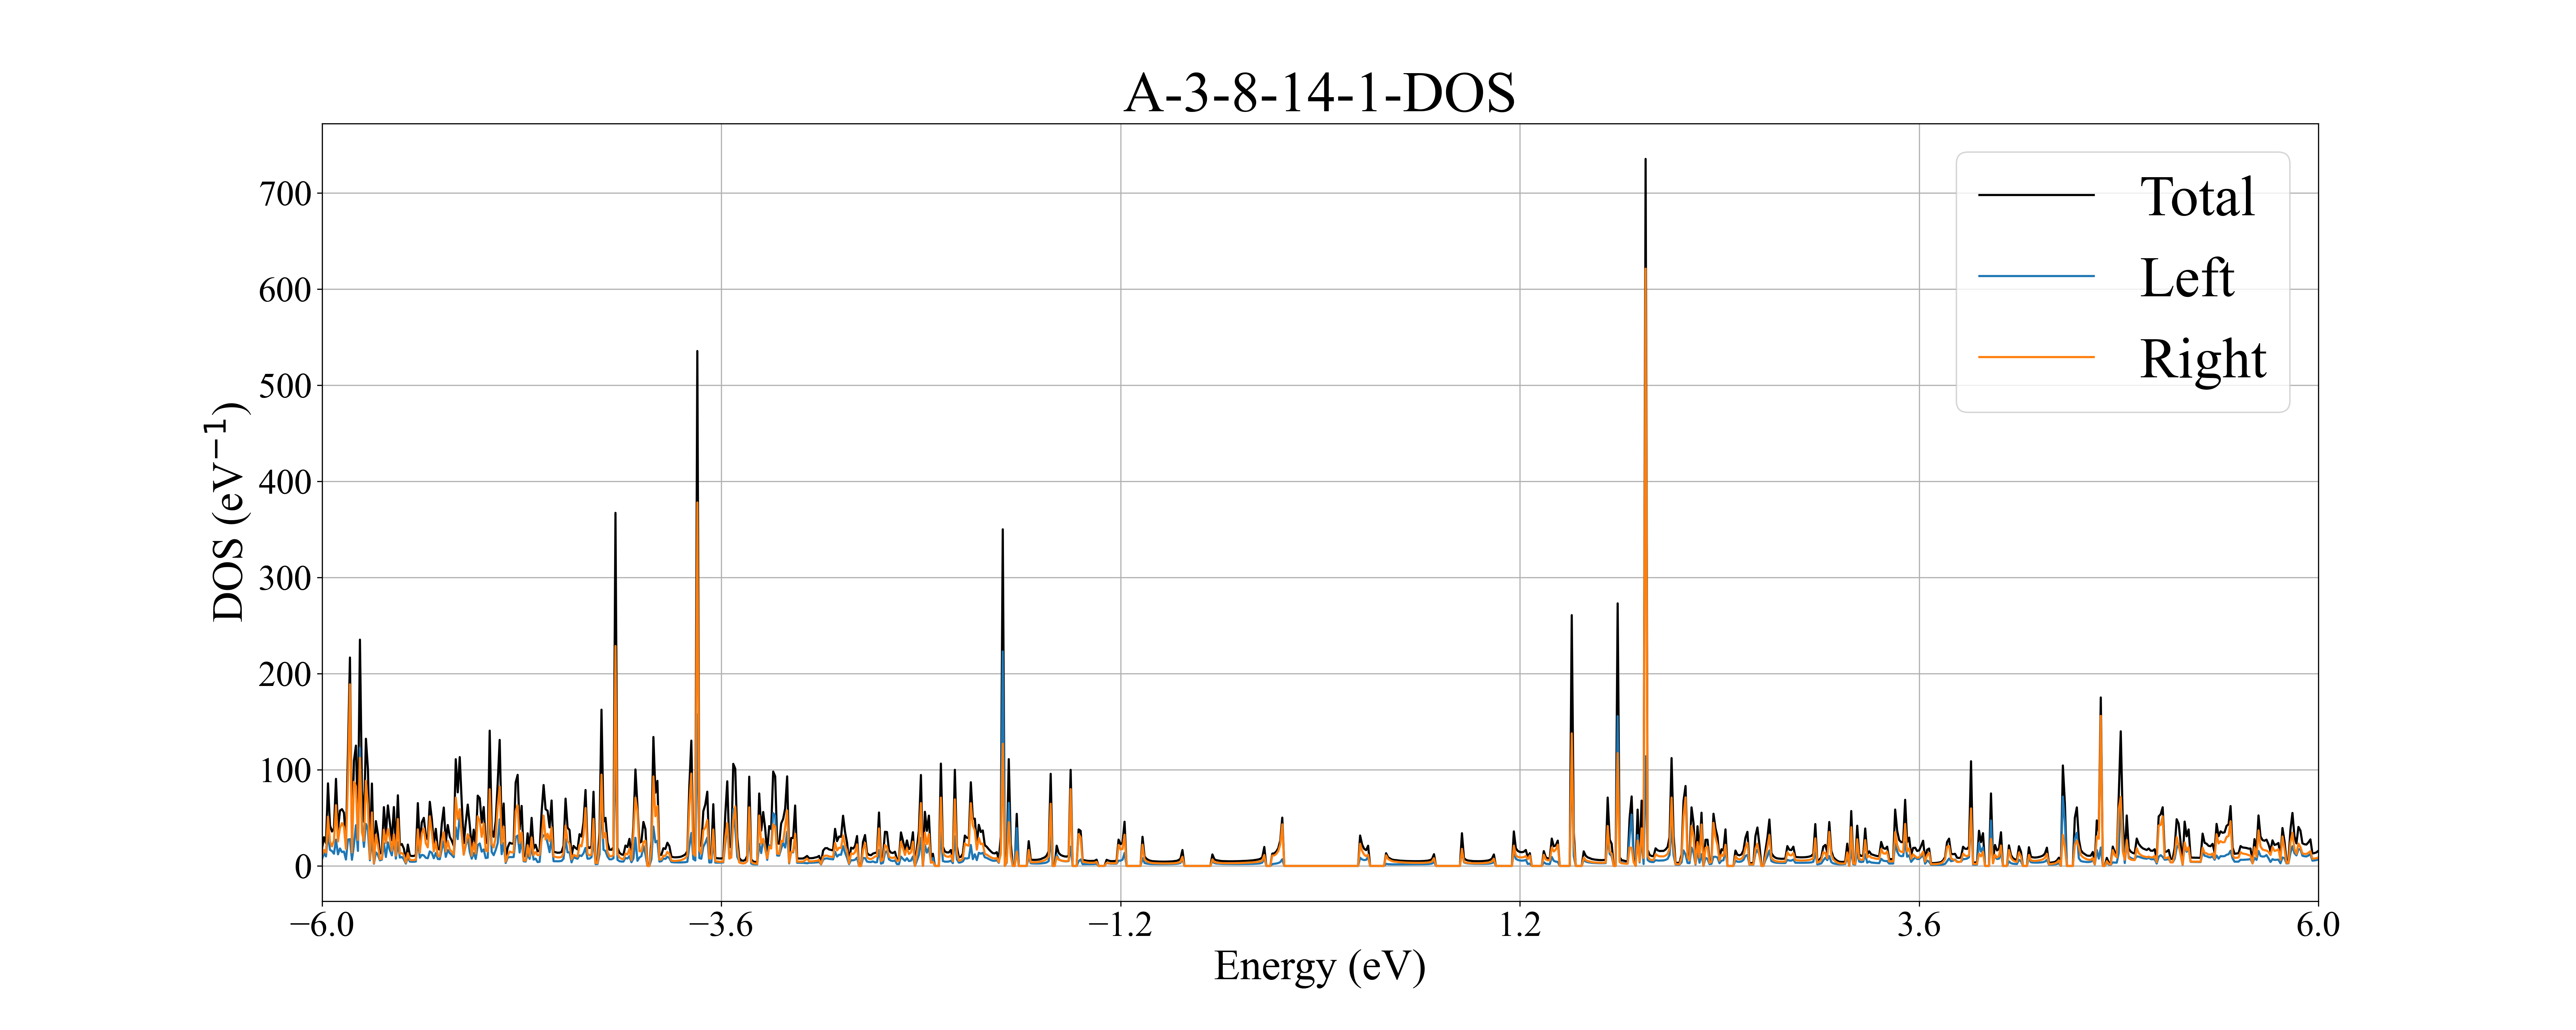 A-3-8-14-1-DOS
Total
Left
Right
700
600
500
400
300
200
100
0
DOS (eV⁻¹)
−6.0 −3.6 −1.2 1.2 3.6 6.0
Energy (eV)